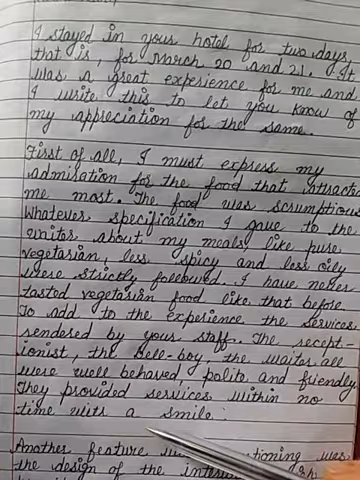 I stayed in your hotel for two days,
that is, for March 20 and 21. It
was a great experience for me and
I write this to let you know of
my appreciation for the same.
First of all, I must express my
admiration for the food that attracts
me most. The food was scrumptious
Whatever specification I gave to the
waiter about my meals like pure
vegetarian, less spicy and less oily
were strictly followed. I have never
tasted vegetarian food like that before
To add to the experience the services
rendered by your staff. The recept-
ionist, the bell-boy, the waiter all
were well behaved, polite and friendly
They provided services within no
time with a smile.
Another feature was
the design of the